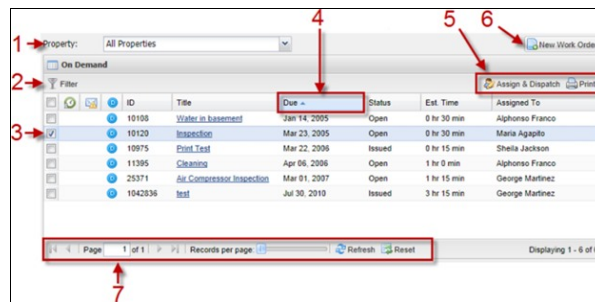 4
5
6
1 Property: All Properties New Work Orde
On Demand
2 Filter Assign & Dispatch Print
ID Title Due Status Est. Time Assigned To
10108 Water in basement Jan 14, 2005 Open 0 hr 30 min Alphonso Franco
3 10120 Inspection Mar 23, 2005 Open 0 hr 30 min Maria Agapito
10975 Print Test Mar 22, 2006 Issued 0 hr 15 min Sheila Jackson
11395 Cleaning Apr 06, 2006 Open 1 hr 0 min Alphonso Franco
25371 Air Compressor Inspection Mar 01, 2007 Open 1 hr 15 min George Martinez
1042836 test Jul 30, 2010 Issued 3 hr 15 min George Martinez
Page 1 of 1 Records per page: Refresh Reset Displaying 1 - 6 of
7